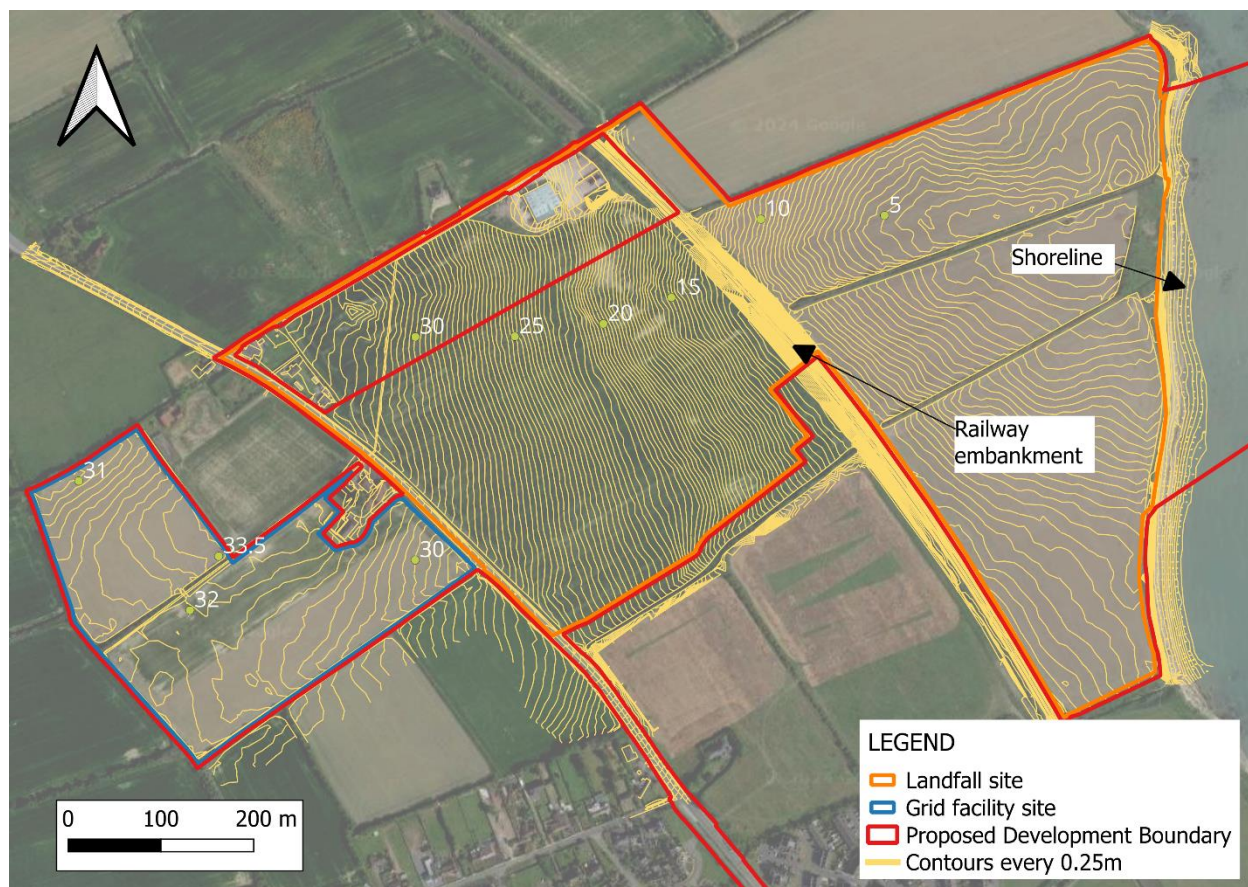 10
5
15
20
25
30
31
33.5
32
30
Shoreline
Railway
embankment
LEGEND
Landfall site
Grid facility site
Proposed Development Boundary
Contours every 0.25m
0 100 200 m